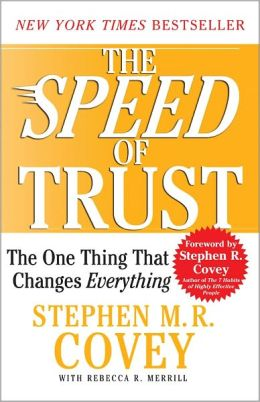 NEW YORK TIMES BESTSELLER
THE
SPEED
OF
TRUST
The One Thing That
Changes Everything
Foreword by
Stephen R.
Covey
Author of The 7 Habits
of Highly Effective
People
STEPHEN M.R.
COVEY
WITH REBECCA R. MERRILL